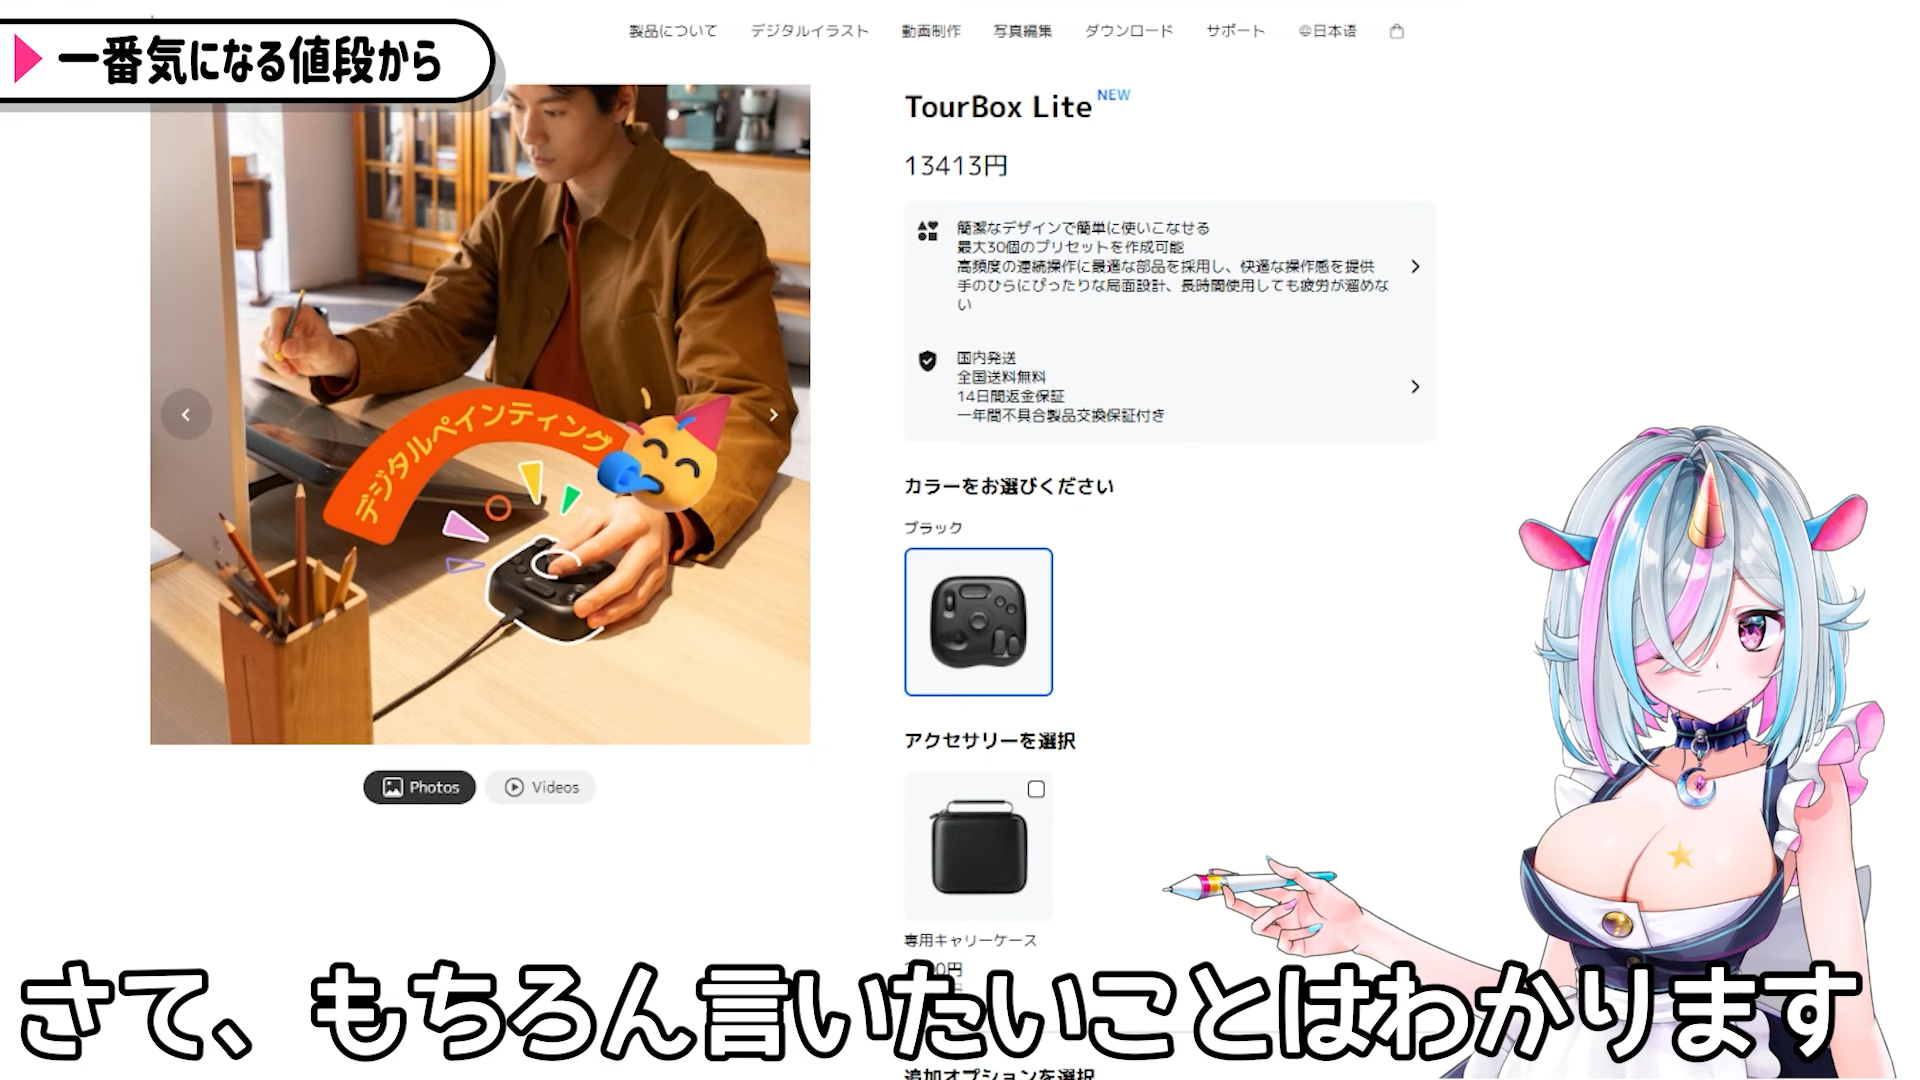 一番気になる値段から
製品について デジタルイラスト 動画制作 写真編集 ダウンロード サポート 日本语
TourBox Lite NEW
13413円
簡潔なデザインで簡単に使いこなせる
最大30個のプリセットを作成可能
高頻度の連続操作に最適な部品を採用し、快適な操作感を提供
手のひらにぴったりな局面設計、長時間使用しても疲労が溜めな
い
国内発送
全国送料無料
14日間返金保証
一年間不具合製品交換保証付き
デジタルペインティング
カラーをお選びください
ブラック
アクセサリーを選択
Photos Videos
専用キャリーケース
さて、もちろん言いたいことはわかります
追加オプションを選択